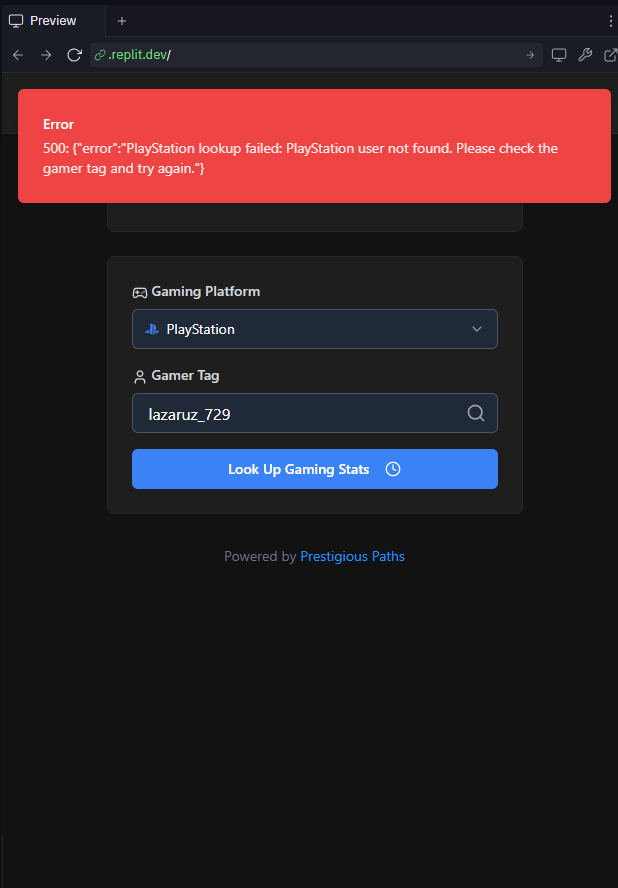 Preview
.replit.dev/
Error
500: {"error":"PlayStation lookup failed: PlayStation user not found. Please check the
gamer tag and try again."}
Gaming Platform
PlayStation
Gamer Tag
lazaruz_729
Look Up Gaming Stats
Powered by Prestigious Paths